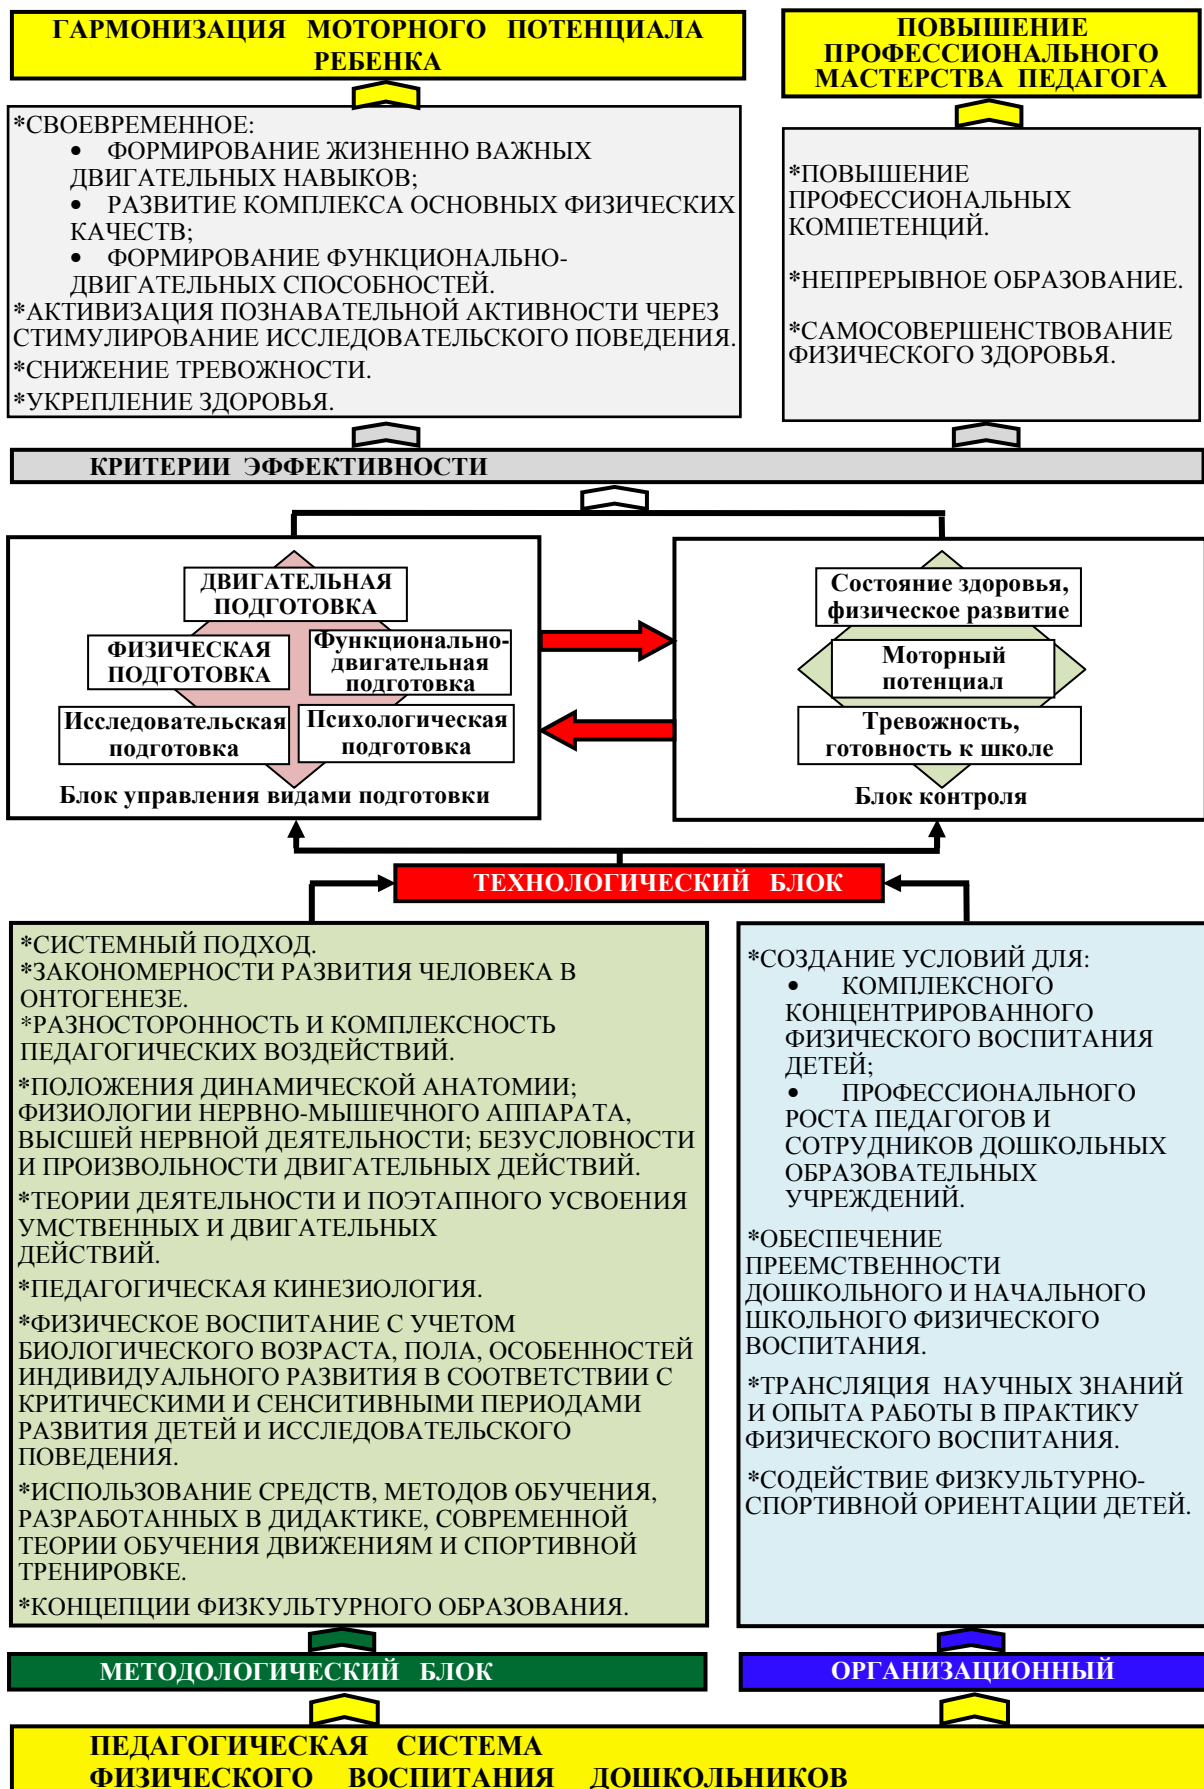 ГАРМОНИЗАЦИЯ МОТОРНОГО ПОТЕНЦИАЛА
РЕБЕНКА
ПОВЫШЕНИЕ
ПРОФЕССИОНАЛЬНОГО
МАСТЕРСТВА ПЕДАГОГА
*СВОЕВРЕМЕННОЕ:
• ФОРМИРОВАНИЕ ЖИЗНЕННО ВАЖНЫХ
ДВИГАТЕЛЬНЫХ НАВЫКОВ;
• РАЗВИТИЕ КОМПЛЕКСА ОСНОВНЫХ ФИЗИЧЕСКИХ
КАЧЕСТВ;
• ФОРМИРОВАНИЕ ФУНКЦИОНАЛЬНО-
ДВИГАТЕЛЬНЫХ СПОСОБНОСТЕЙ.
*АКТИВИЗАЦИЯ ПОЗНАВАТЕЛЬНОЙ АКТИВНОСТИ ЧЕРЕЗ
СТИМУЛИРОВАНИЕ ИССЛЕДОВАТЕЛЬСКОГО ПОВЕДЕНИЯ.
*СНИЖЕНИЕ ТРЕВОЖНОСТИ.
*УКРЕПЛЕНИЕ ЗДОРОВЬЯ.
*ПОВЫШЕНИЕ
ПРОФЕССИОНАЛЬНЫХ
КОМПЕТЕНЦИЙ.
*НЕПРЕРЫВНОЕ ОБРАЗОВАНИЕ.
*САМОСОВЕРШЕНСТВОВАНИЕ
ФИЗИЧЕСКОГО ЗДОРОВЬЯ.
КРИТЕРИИ ЭФФЕКТИВНОСТИ
ДВИГАТЕЛЬНАЯ
ПОДГОТОВКА
ФИЗИЧЕСКАЯ
ПОДГОТОВКА
Функционально-
двигательная
подготовка
Исследовательская
подготовка
Психологическая
подготовка
Блок управления видами подготовки
Состояние здоровья,
физическое развитие
Моторный
потенциал
Тревожность,
готовность к школе
Блок контроля
ТЕХНОЛОГИЧЕСКИЙ БЛОК
*СИСТЕМНЫЙ ПОДХОД.
*ЗАКОНОМЕРНОСТИ РАЗВИТИЯ ЧЕЛОВЕКА В
ОНТОГЕНЕЗЕ.
*РАЗНОСТОРОННОСТЬ И КОМПЛЕКСНОСТЬ
ПЕДАГОГИЧЕСКИХ ВОЗДЕЙСТВИЙ.
*ПОЛОЖЕНИЯ ДИНАМИЧЕСКОЙ АНАТОМИИ;
ФИЗИОЛОГИИ НЕРВНО-МЫШЕЧНОГО АППАРАТА,
ВЫСШЕЙ НЕРВНОЙ ДЕЯТЕЛЬНОСТИ; БЕЗУСЛОВНОСТИ
И ПРОИЗВОЛЬНОСТИ ДВИГАТЕЛЬНЫХ ДЕЙСТВИЙ.
*ТЕОРИИ ДЕЯТЕЛЬНОСТИ И ПОЭТАПНОГО УСВОЕНИЯ
УМСТВЕННЫХ И ДВИГАТЕЛЬНЫХ
ДЕЙСТВИЙ.
*ПЕДАГОГИЧЕСКАЯ КИНЕЗИОЛОГИЯ.
*ФИЗИЧЕСКОЕ ВОСПИТАНИЕ С УЧЕТОМ
БИОЛОГИЧЕСКОГО ВОЗРАСТА, ПОЛА, ОСОБЕННОСТЕЙ
ИНДИВИДУАЛЬНОГО РАЗВИТИЯ В СООТВЕТСТВИИ С
КРИТИЧЕСКИМИ И СЕНСИТИВНЫМИ ПЕРИОДАМИ
РАЗВИТИЯ ДЕТЕЙ И ИССЛЕДОВАТЕЛЬСКОГО
ПОВЕДЕНИЯ.
*ИСПОЛЬЗОВАНИЕ СРЕДСТВ, МЕТОДОВ ОБУЧЕНИЯ,
РАЗРАБОТАННЫХ В ДИДАКТИКЕ, СОВРЕМЕННОЙ
ТЕОРИИ ОБУЧЕНИЯ ДВИЖЕНИЯМ И СПОРТИВНОЙ
ТРЕНИРОВКЕ.
*КОНЦЕПЦИИ ФИЗКУЛЬТУРНОГО ОБРАЗОВАНИЯ.
*СОЗДАНИЕ УСЛОВИЙ ДЛЯ:
• КОМПЛЕКСНОГО
КОНЦЕНТРИРОВАННОГО
ФИЗИЧЕСКОГО ВОСПИТАНИЯ
ДЕТЕЙ;
• ПРОФЕССИОНАЛЬНОГО
РОСТА ПЕДАГОГОВ И
СОТРУДНИКОВ ДОШКОЛЬНЫХ
ОБРАЗОВАТЕЛЬНЫХ
УЧРЕЖДЕНИЙ.
*ОБЕСПЕЧЕНИЕ
ПРЕЕМСТВЕННОСТИ
ДОШКОЛЬНОГО И НАЧАЛЬНОГО
ШКОЛЬНОГО ФИЗИЧЕСКОГО
ВОСПИТАНИЯ.
*ТРАНСЛЯЦИЯ НАУЧНЫХ ЗНАНИЙ
И ОПЫТА РАБОТЫ В ПРАКТИКУ
ФИЗИЧЕСКОГО ВОСПИТАНИЯ.
*СОДЕЙСТВИЕ ФИЗКУЛЬТУРНО-
СПОРТИВНОЙ ОРИЕНТАЦИИ ДЕТЕЙ.
МЕТОДОЛОГИЧЕСКИЙ БЛОК
ОРГАНИЗАЦИОННЫЙ
ПЕДАГОГИЧЕСКАЯ СИСТЕМА
ФИЗИЧЕСКОГО ВОСПИТАНИЯ ДОШКОЛЬНИКОВ